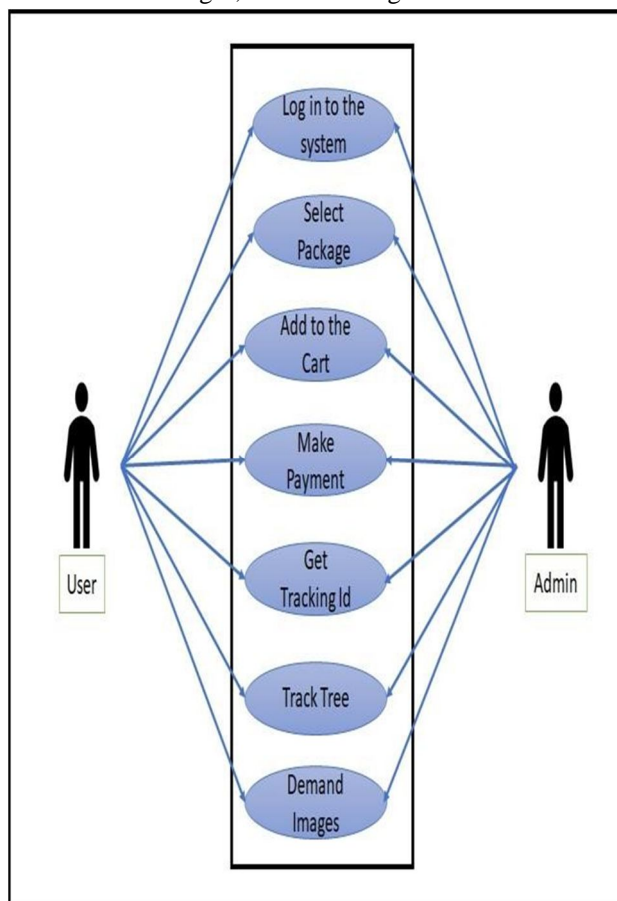 Log in to the
system
Select
Package
Add to the
Cart
Make
Payment
Get
Tracking Id
Track Tree
Demand
Images
User
Admin